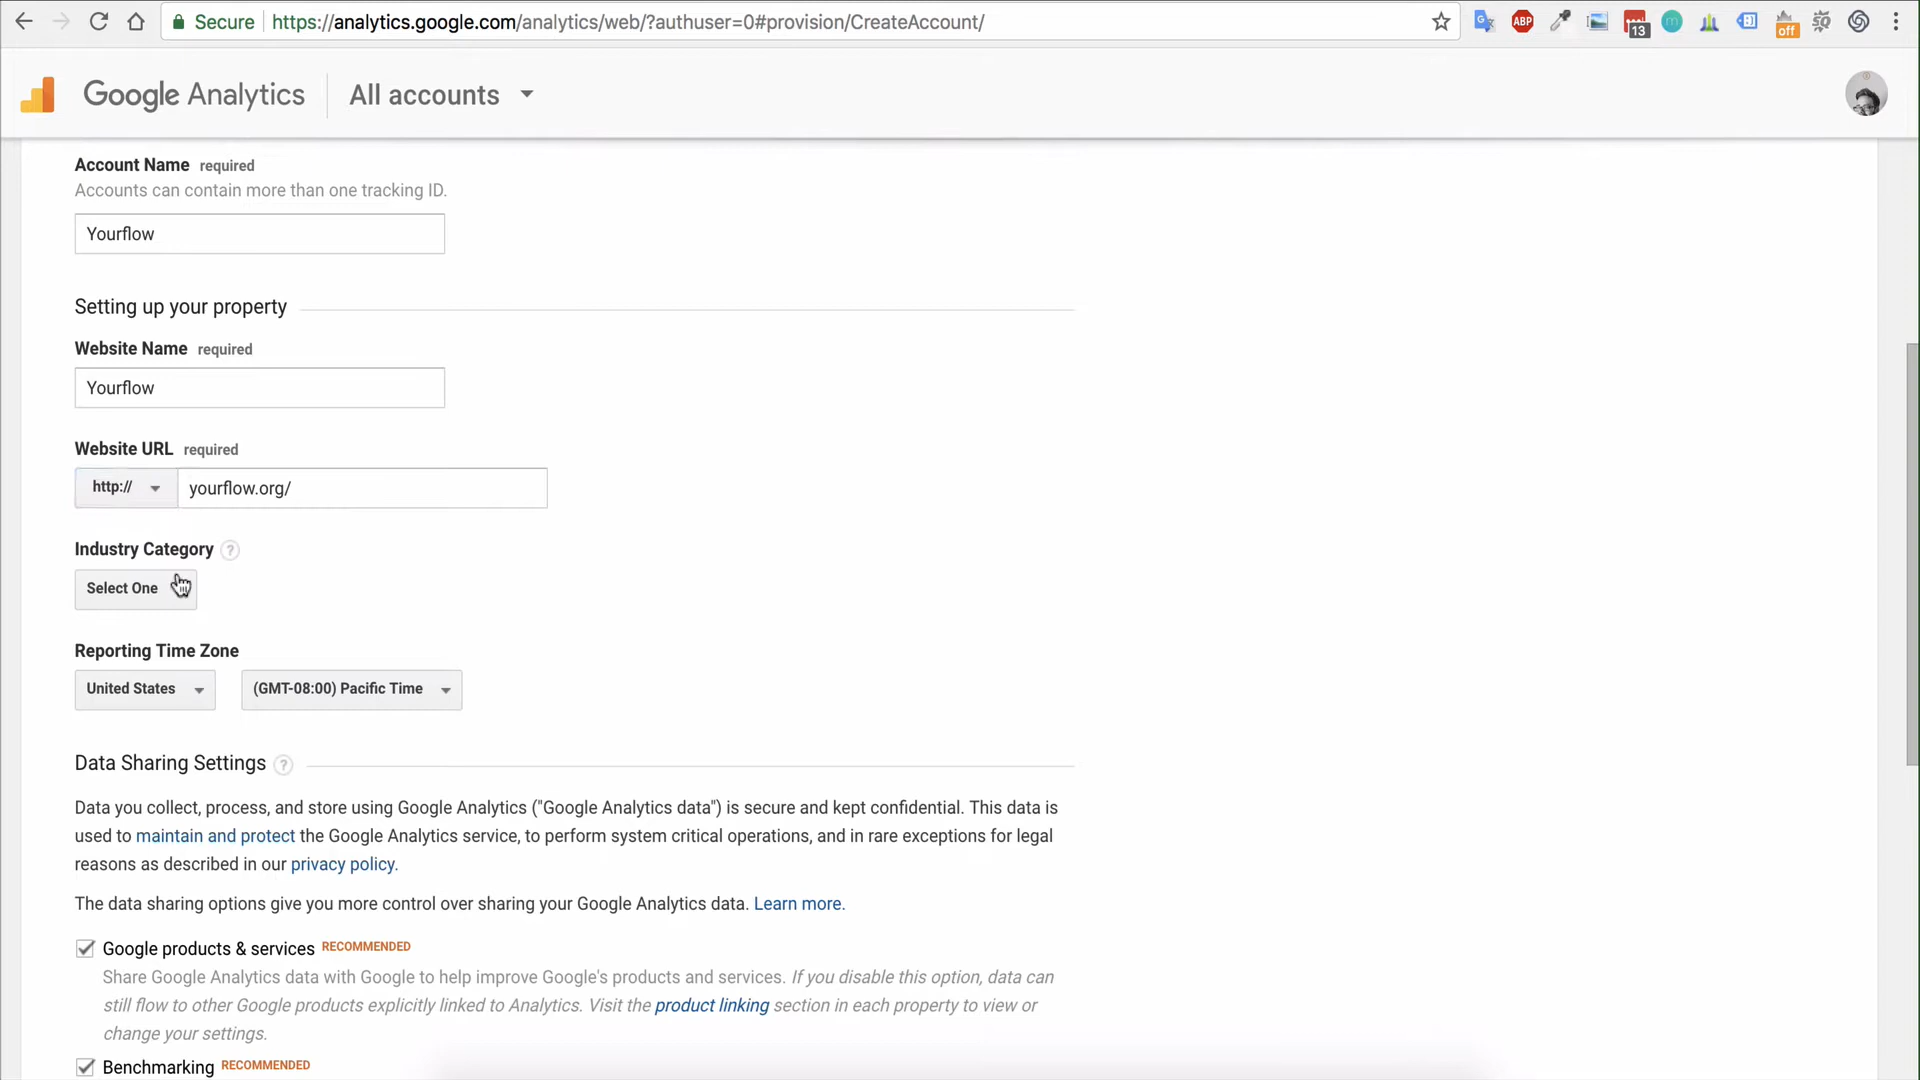 Secure https://analytics.google.com/analytics/web/?authuser=0#provision/CreateAccount/
ABP
13
m
off
Google Analytics
All accounts
Account Name required
Accounts can contain more than one tracking ID.
Yourflow
Setting up your property
Website Name required
Yourflow
Website URL required
http:// yourflow.org/
Industry Category ?
Select One
Reporting Time Zone
United States (GMT-08:00) Pacific Time
Data Sharing Settings ?
Data you collect, process, and store using Google Analytics ("Google Analytics data") is secure and kept confidential. This data is
used to maintain and protect the Google Analytics service, to perform system critical operations, and in rare exceptions for legal
reasons as described in our privacy policy.
The data sharing options give you more control over sharing your Google Analytics data. Learn more.
Google products & services RECOMMENDED
Share Google Analytics data with Google to help improve Google's products and services. If you disable this option, data can
still flow to other Google products explicitly linked to Analytics. Visit the product linking section in each property to view or
change your settings.
Benchmarking RECOMMENDED